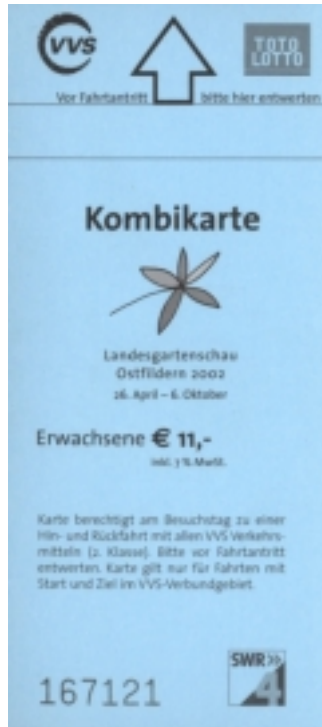 VVS
TOTO
LOTTO
Vor Fahrtantritt bitte hier entwerten
Kombikarte
Landesgartenschau
Ostfildern 2002
26. April – 6. Oktober
Erwachsene € 11,-
inkl. 7 % MwSt.
Karte berechtigt am Besuchstag zu einer
Hin- und Rückfahrt mit allen VVS Verkehrs-
mitteln (2. Klasse). Bitte vor Fahrtantritt
entwerten. Karte gilt nur für Fahrten mit
Start und Ziel im VVS-Verbundgebiet.
SWR»
4
167121